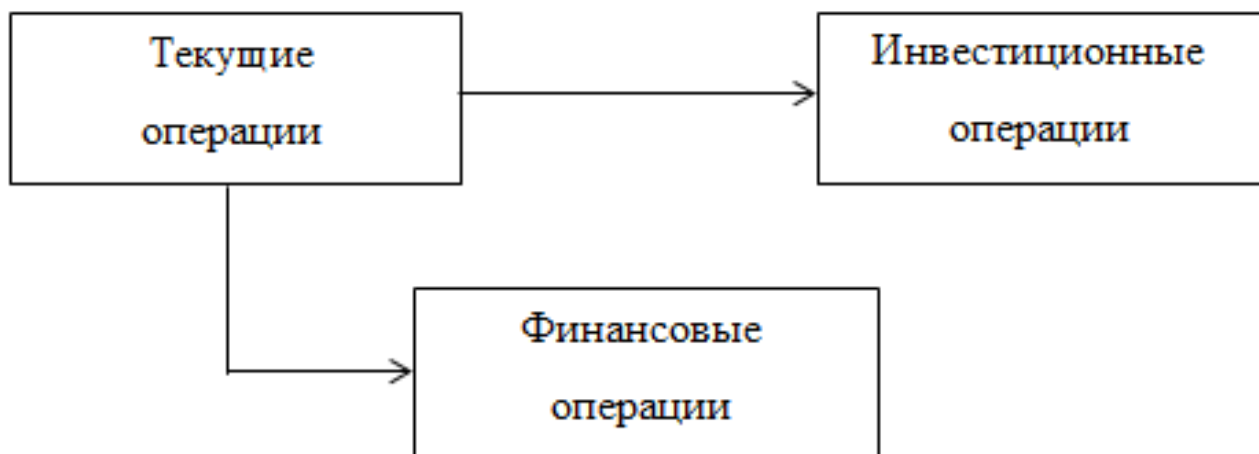 Текущие
операции
Инвестиционные
операции
Финансовые
операции